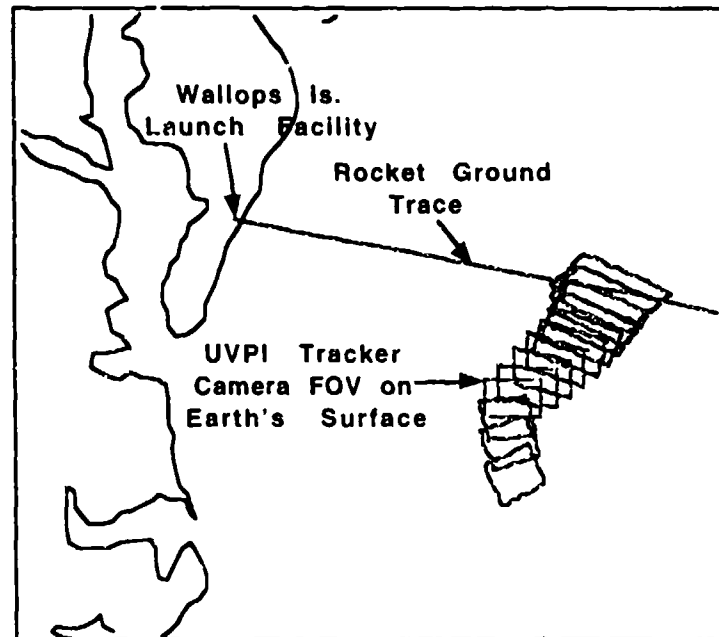 Wallops Is.
Launch Facility
Rocket Ground
Trace
UVPI Tracker
Camera FOV on
Earth's Surface